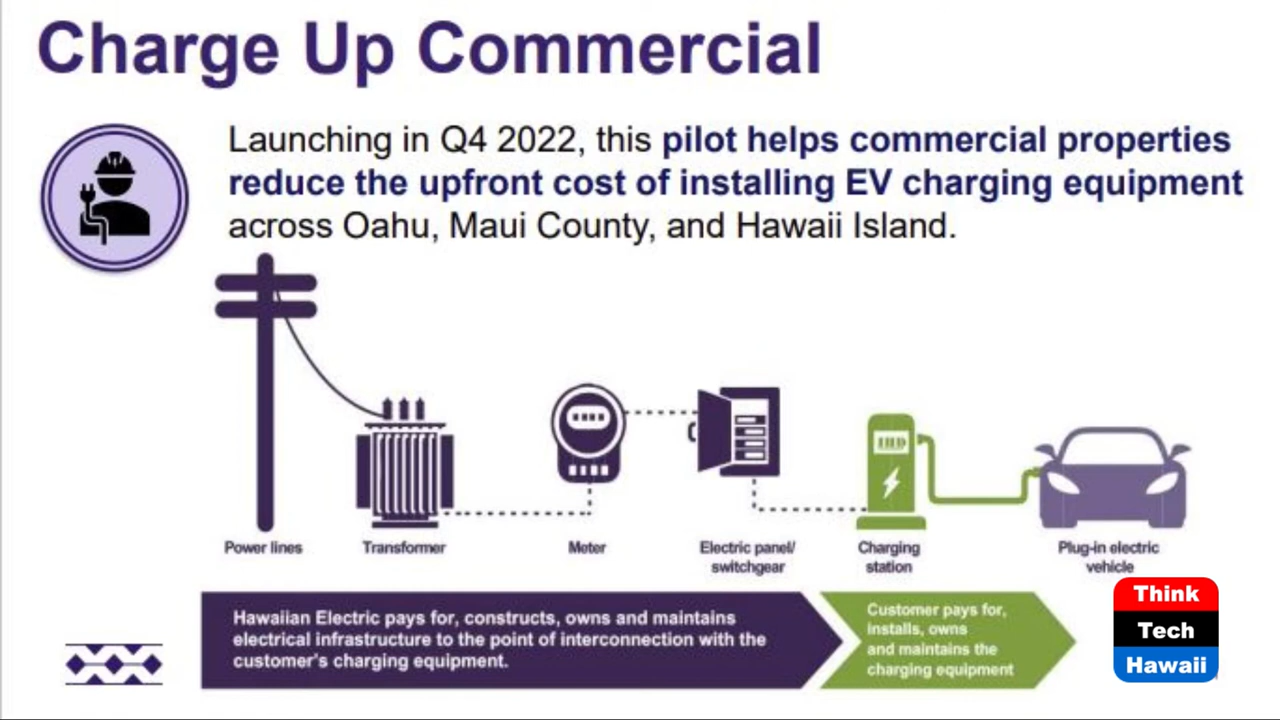 Charge Up Commercial
Launching in Q4 2022, this pilot helps commercial properties
reduce the upfront cost of installing EV charging equipment
across Oahu, Maui County, and Hawaii Island.
Power lines
Transformer
Meter
Electric panel/
switchgear
Charging
station
Plug-in electric
vehicle
Hawaiian Electric pays for, constructs, owns and maintains
electrical infrastructure to the point of interconnection with the
customer's charging equipment.
Customer pays for,
installs, owns
and maintains the
charging equipment
Think
Tech
Hawaii